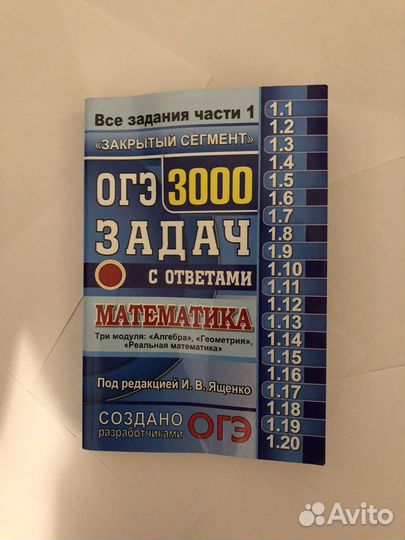 Все задания части 1
«ЗАКРЫТЫЙ СЕГМЕНТ»
ОГЭ 3000
ЗАДАЧ
С ОТВЕТАМИ
МАТЕМАТИКА
Три модуля: «Алгебра», «Геометрия»,
«Реальная математика»
Под редакцией И. В. Ященко
СОЗДАНО
разработчиками
ОГЭ
1.1
1.2
1.3
1.4
1.5
1.6
1.7
1.8
1.9
1.10
1.11
1.12
1.13
1.14
1.15
1.16
1.17
1.18
1.19
1.20
Avito